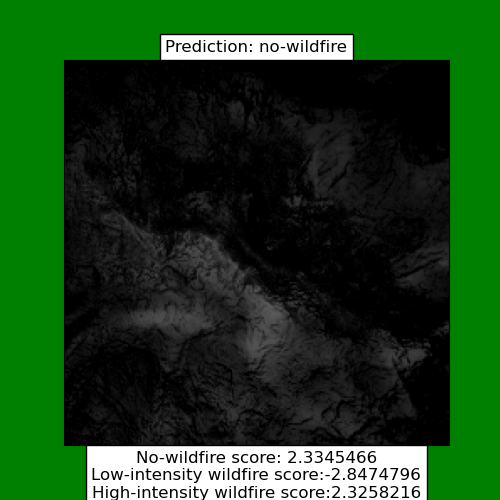 Prediction: no-wildfire
No-wildfire score: 2.3345466
Low-intensity wildfire score:-2.8474796
High-intensity wildfire score:2.3258216